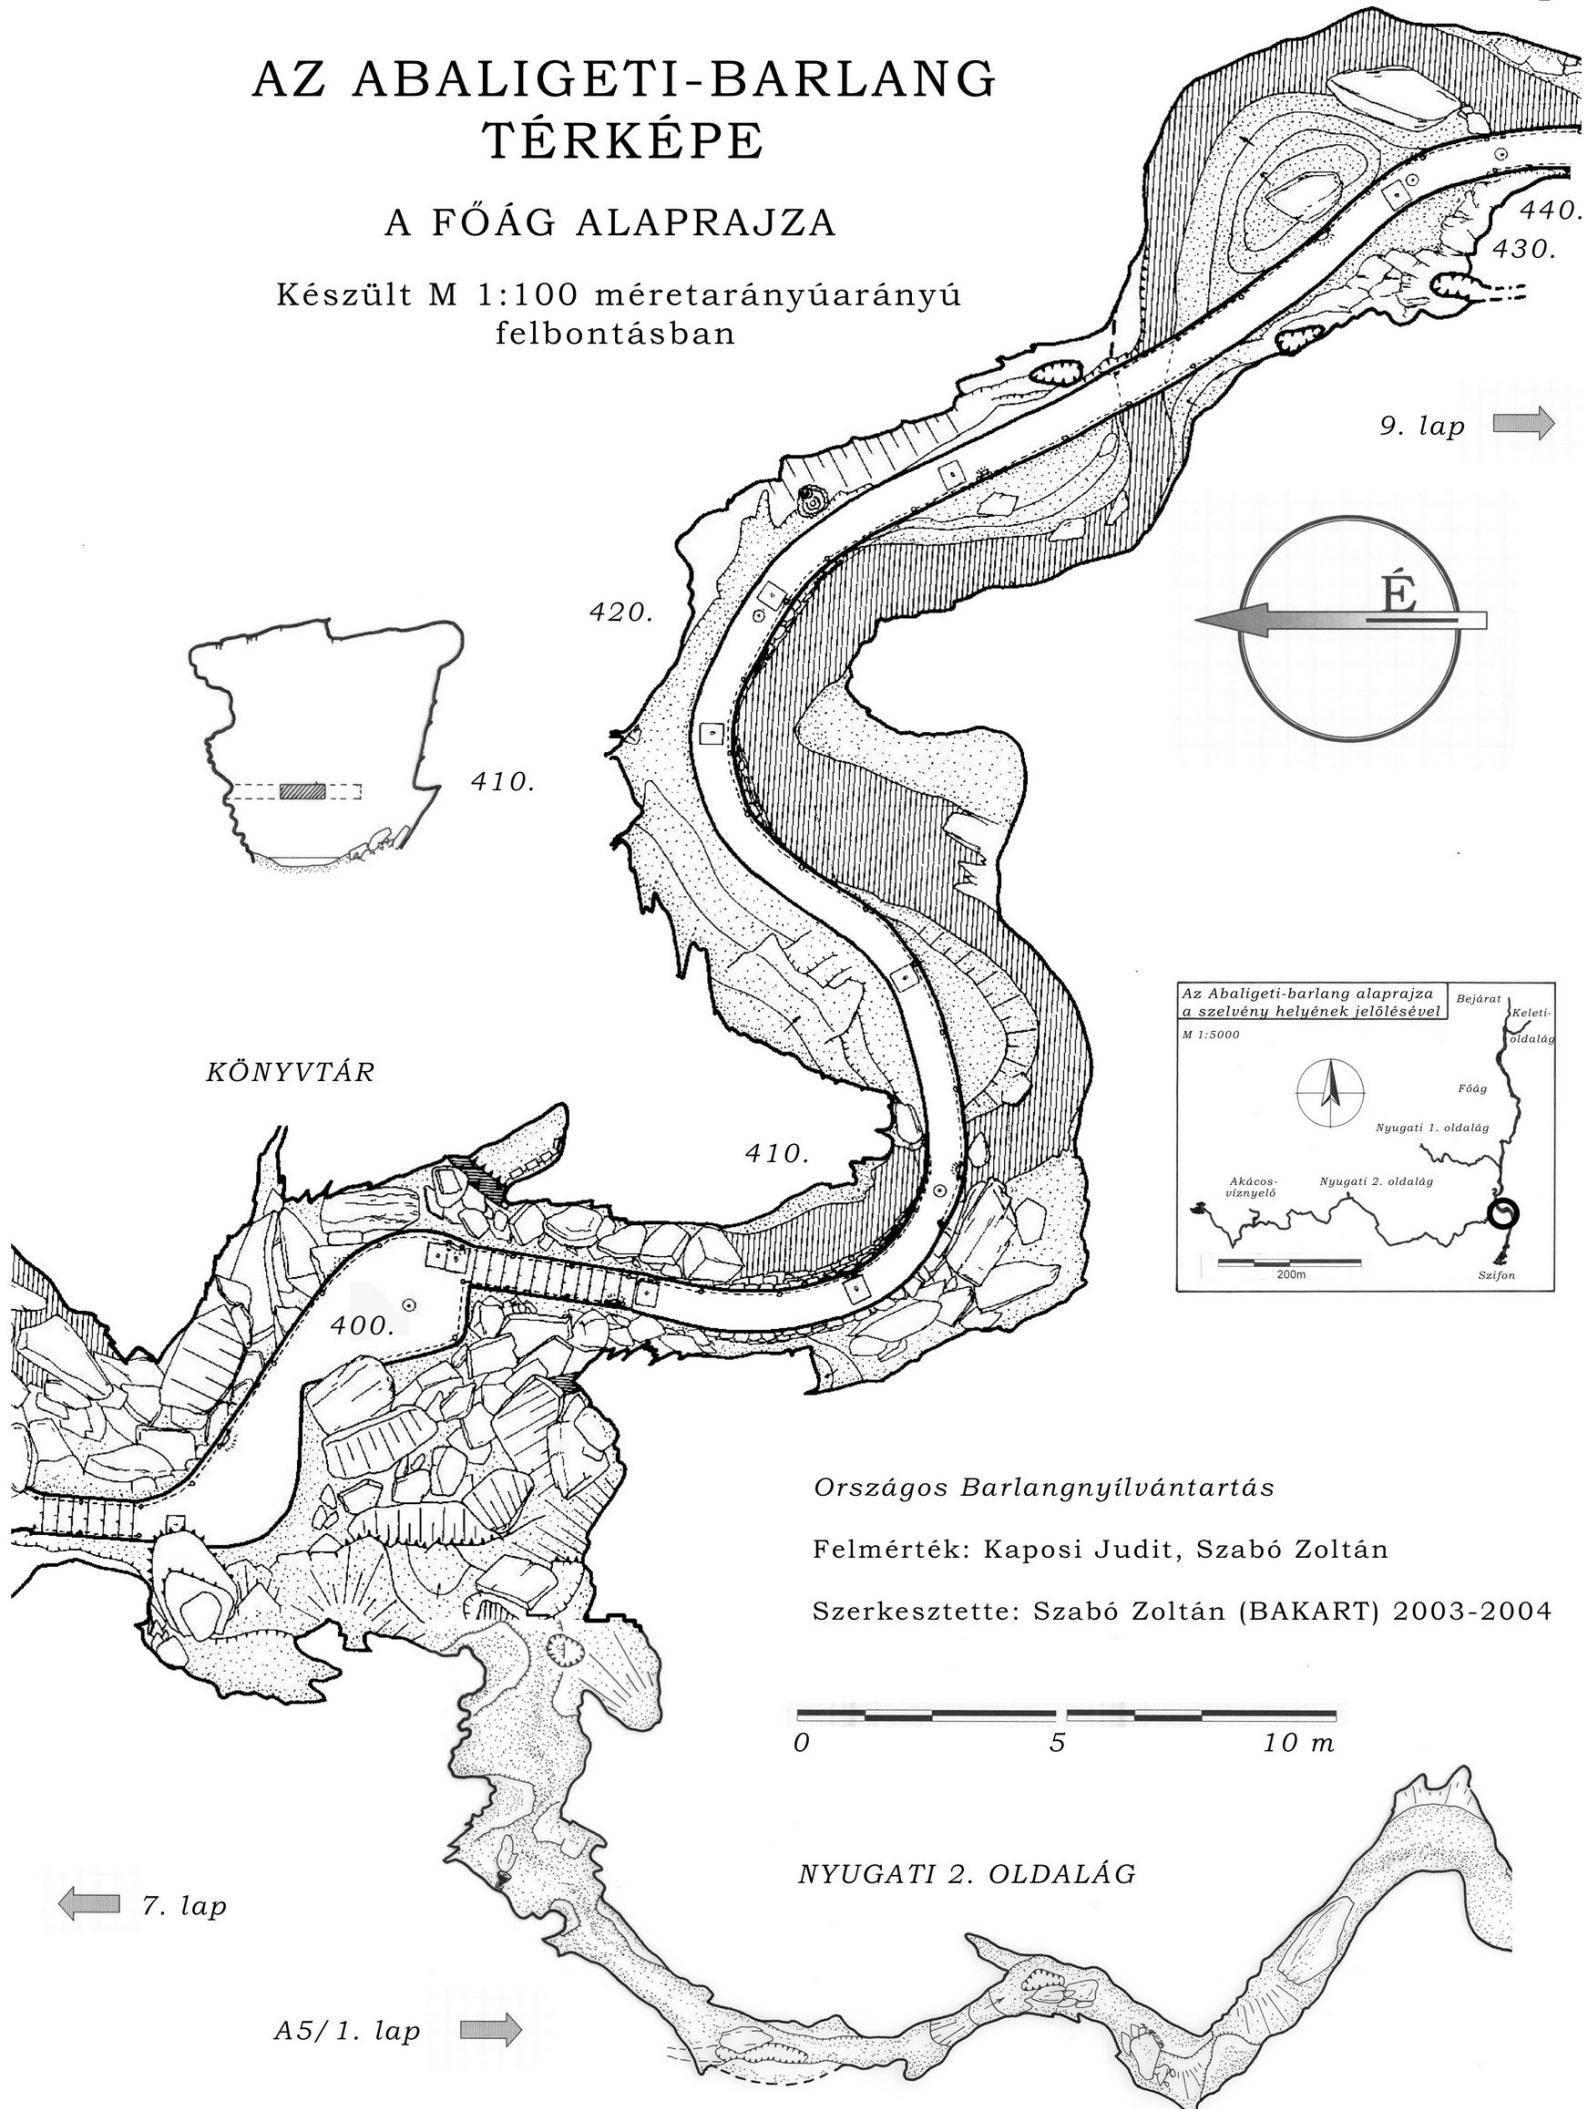 AZ ABALIGETI-BARLANG
TÉRKÉPE
A FŐÁG ALAPRAJZA
Készült M 1:100 méretarányúarányú
felbontásban
440.
430.
9. lap
É
420.
410.
Az Abaligeti-barlang alaprajza
a szelvény helyének jelölésével
M 1:5000
Bejárat
Keleti-
oldalág
Főág
Nyugati 1. oldalág
Akácos-
víznyelő
Nyugati 2. oldalág
200m
Szifon
KÖNYVTÁR
410.
400.
Országos Barlangnyílvántartás
Felmérték: Kaposi Judit, Szabó Zoltán
Szerkesztette: Szabó Zoltán (BAKART) 2003-2004
0 5 10 m
NYUGATI 2. OLDALÁG
7. lap
A5/1. lap